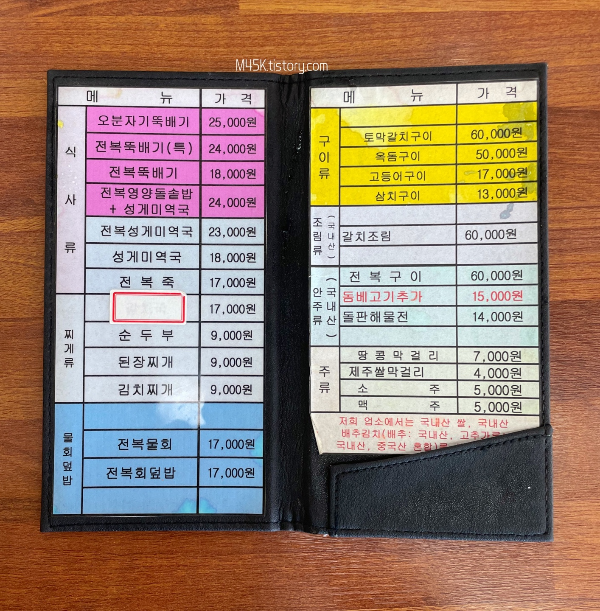 M45K.tistory.com
메 뉴 가 격
식사류
오분자기뚝배기 25,000원
전복뚝배기(특) 24,000원
전복뚝배기 18,000원
전복영양돌솥밥
+ 성게미역국 24,000원
전복성게미역국 23,000원
성게미역국 18,000원
전 복 죽 17,000원
찌게류
17,000원
순 두 부 9,000원
된장찌개 9,000원
김치찌개 9,000원
물회덮밥
전복물회 17,000원
전복회덮밥 17,000원
메 뉴 가 격
구이류
토막갈치구이 60,000원
옥돔구이 50,000원
고등어구이 17,000원
삼치구이 13,000원
조림류 (국내산)
갈치조림 60,000원
안주류 (국내산)
전 복 구 이 60,000원
돔베고기추가 15,000원
돌판해물전 14,000원
주류
땅 콩 막 걸 리 7,000원
제주쌀막걸리 4,000원
소 주 5,000원
맥 주 5,000원
저희 업소에서는 국내산 쌀, 국내산
배추김치(배추: 국내산, 고추가루
국내산, 중국산 혼합)를